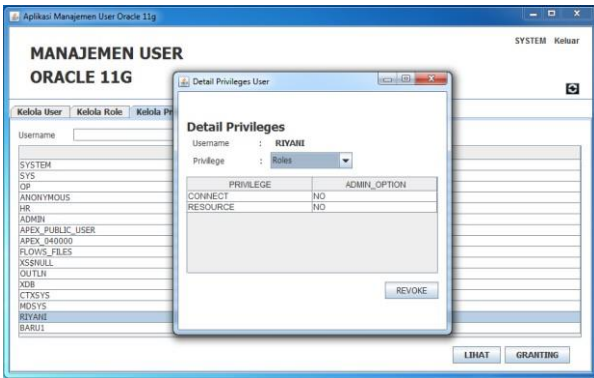 Aplikasi Manajemen User Oracle 11g
SYSTEM Keluar
MANAJEMEN USER
ORACLE 11G
Kelola User Kelola Role Kelola Pr
Username
SYSTEM
SYS
OP
ANONYMOUS
HR
ADMIN
APEX_PUBLIC_USER
APEX_040000
FLOWS_FILES
XS$NULL
OUTLN
XDB
CTXSYS
MDSYS
RIYANI
BARU1
LIHAT GRANTING
Detail Privileges User
Detail Privileges
Username : RIYANI
Privilege : Roles
PRIVILEGE ADMIN_OPTION
CONNECT NO
RESOURCE NO
REVOKE